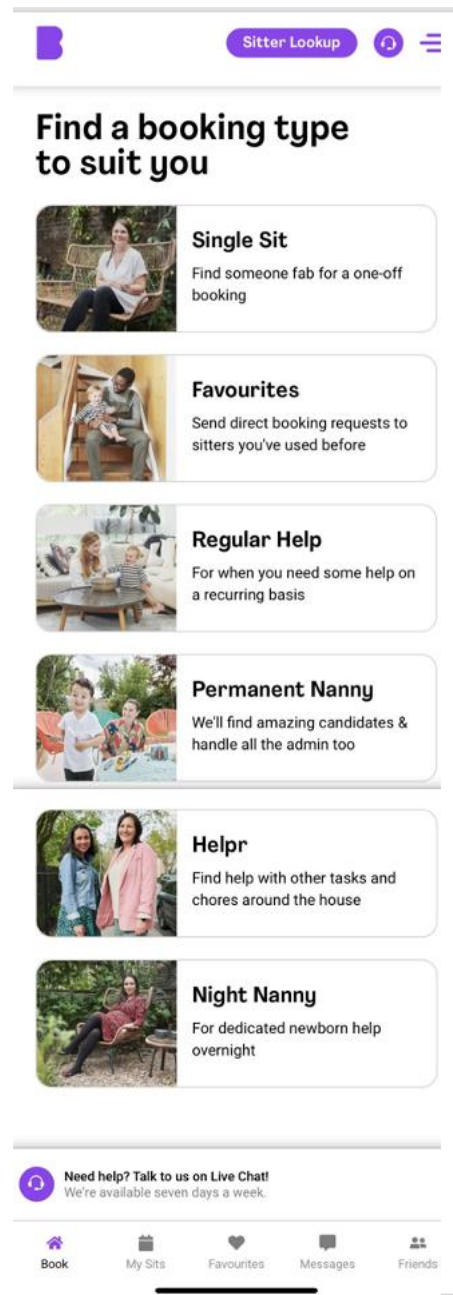 Sitter Lookup
Find a booking type
to suit you
Single Sit
Find someone fab for a one-off
booking
Favourites
Send direct booking requests to
sitters you've used before
Regular Help
For when you need some help on
a recurring basis
Permanent Nanny
We'll find amazing candidates &
handle all the admin too
Helpr
Find help with other tasks and
chores around the house
Night Nanny
For dedicated newborn help
overnight
Need help? Talk to us on Live Chat!
We're available seven days a week.
Book
My Sits
Favourites
Messages
Friends